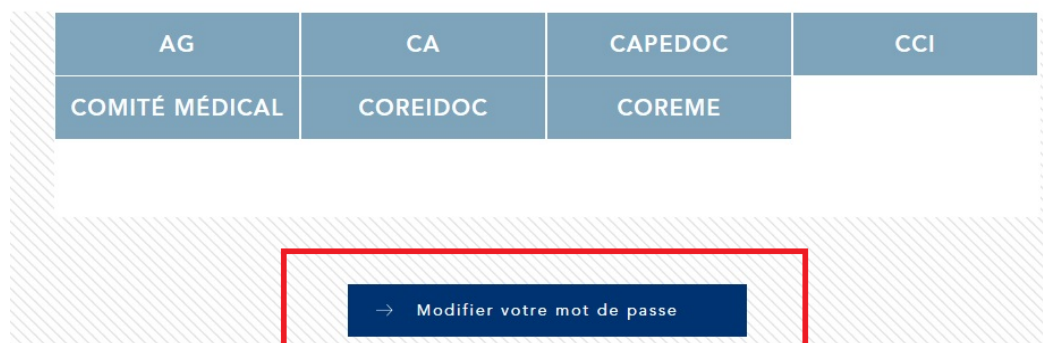 AG CA CAPEDOC CCI
COMITÉ MÉDICAL COREIDOC COREME
→ Modifier votre mot de passe